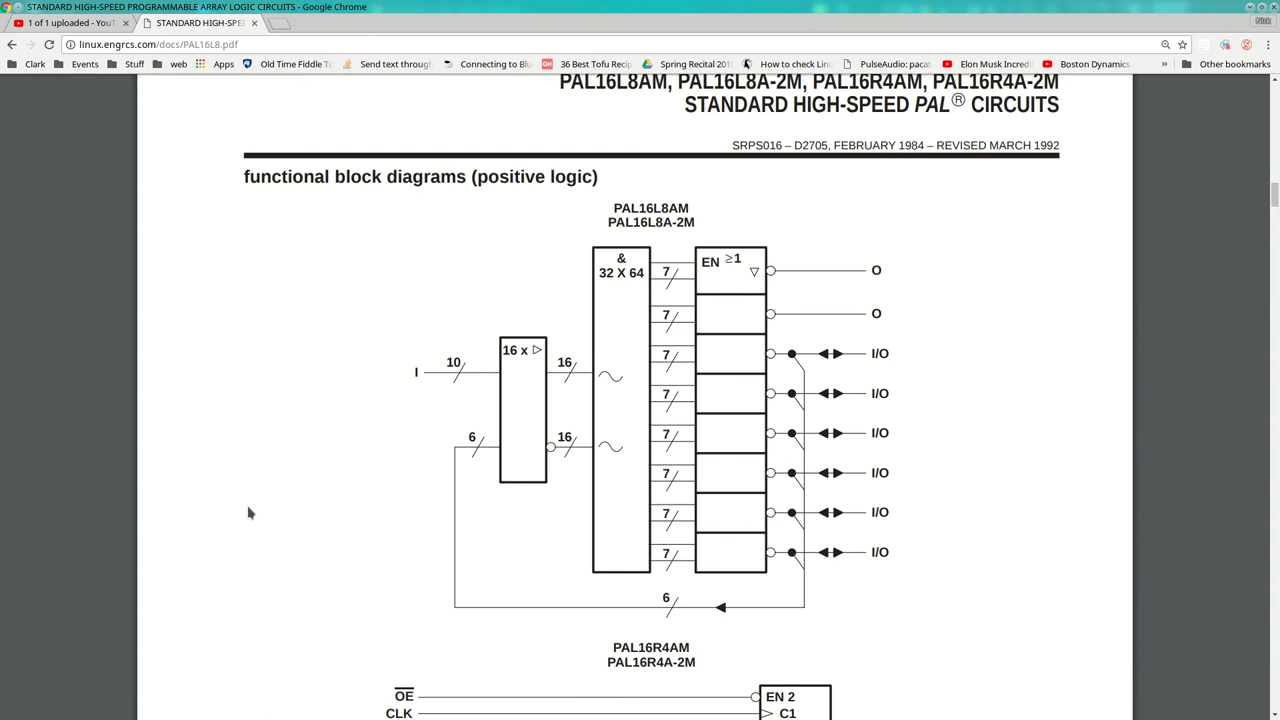 STANDARD HIGH-SPEED PROGRAMMABLE ARRAY LOGIC CIRCUITS - Google Chrome
1 of 1 uploaded - YouT
STANDARD HIGH-SPE
Nick
linux.engrcs.com/docs/PAL16L8.pdf
Clark Events Stuff web Apps Old Time Fiddle Tu Send text through Connecting to Blu GH 36 Best Tofu Recip Spring Recital 201 How to check Linu PulseAudio: pacat Elon Musk Incredi Boston Dynamics » Other bookmarks
PAL16L8AM, PAL16L8A-2M, PAL16R4AM, PAL16R4A-2M
STANDARD HIGH-SPEED PAL® CIRCUITS
SRPS016 – D2705, FEBRUARY 1984 – REVISED MARCH 1992
functional block diagrams (positive logic)
PAL16L8AM
PAL16L8A-2M
&
32 X 64
EN ≥1
7
O
7
O
16 x
7
I/O
I
10
16
7
I/O
6
16
7
I/O
7
I/O
7
I/O
7
I/O
6
PAL16R4AM
PAL16R4A-2M
OE
EN 2
CLK
C1